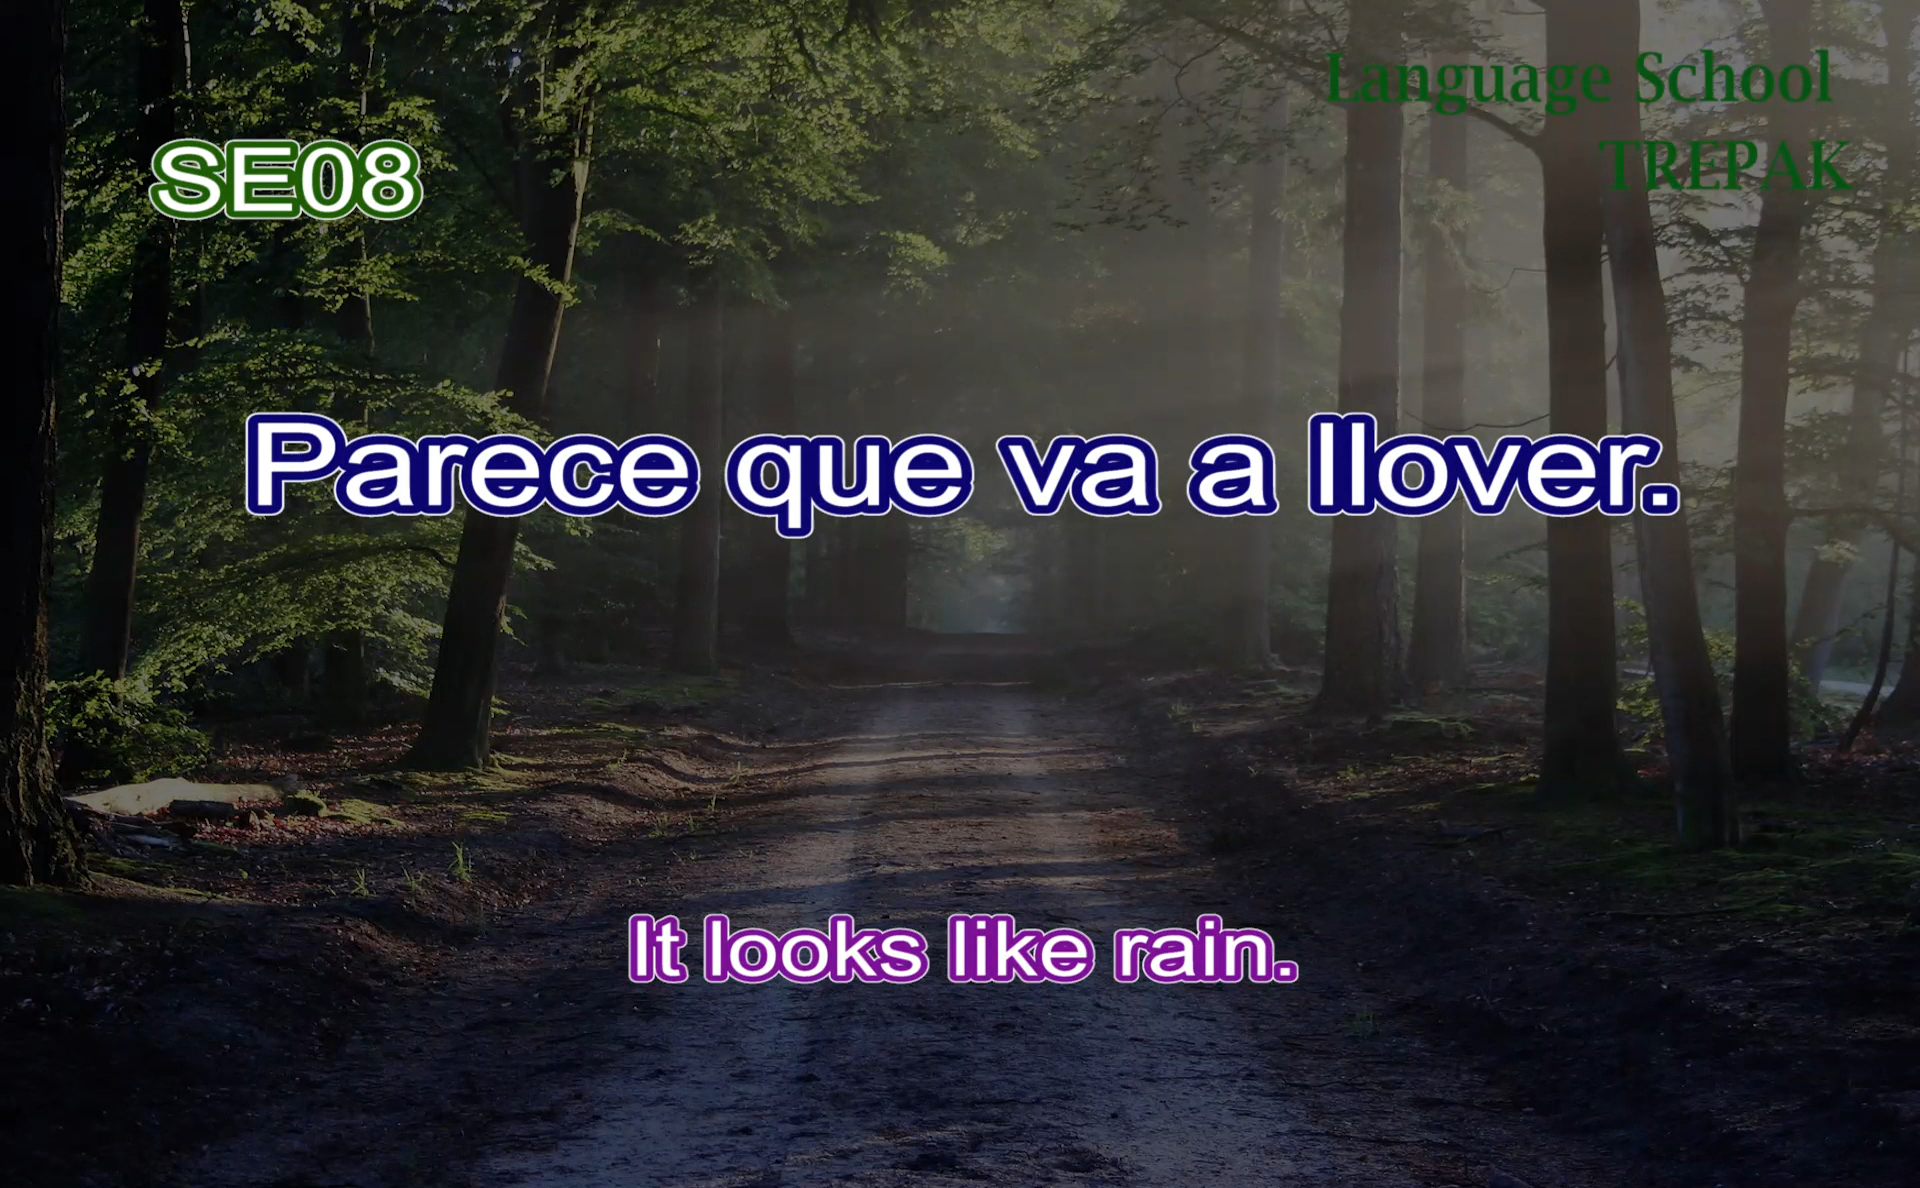 Language School
TREPAK
SE08
Parece que va a llover.
It looks like rain.